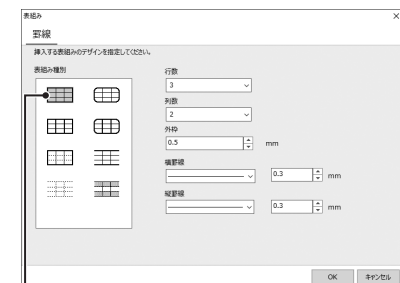 表組み
罫線
挿入する表組みのデザインを指定してください。
表組み種別
行数
3
列数
2
外枠
0.5 mm
横罫線
0.3 mm
縦罫線
0.3 mm
OK キャンセル